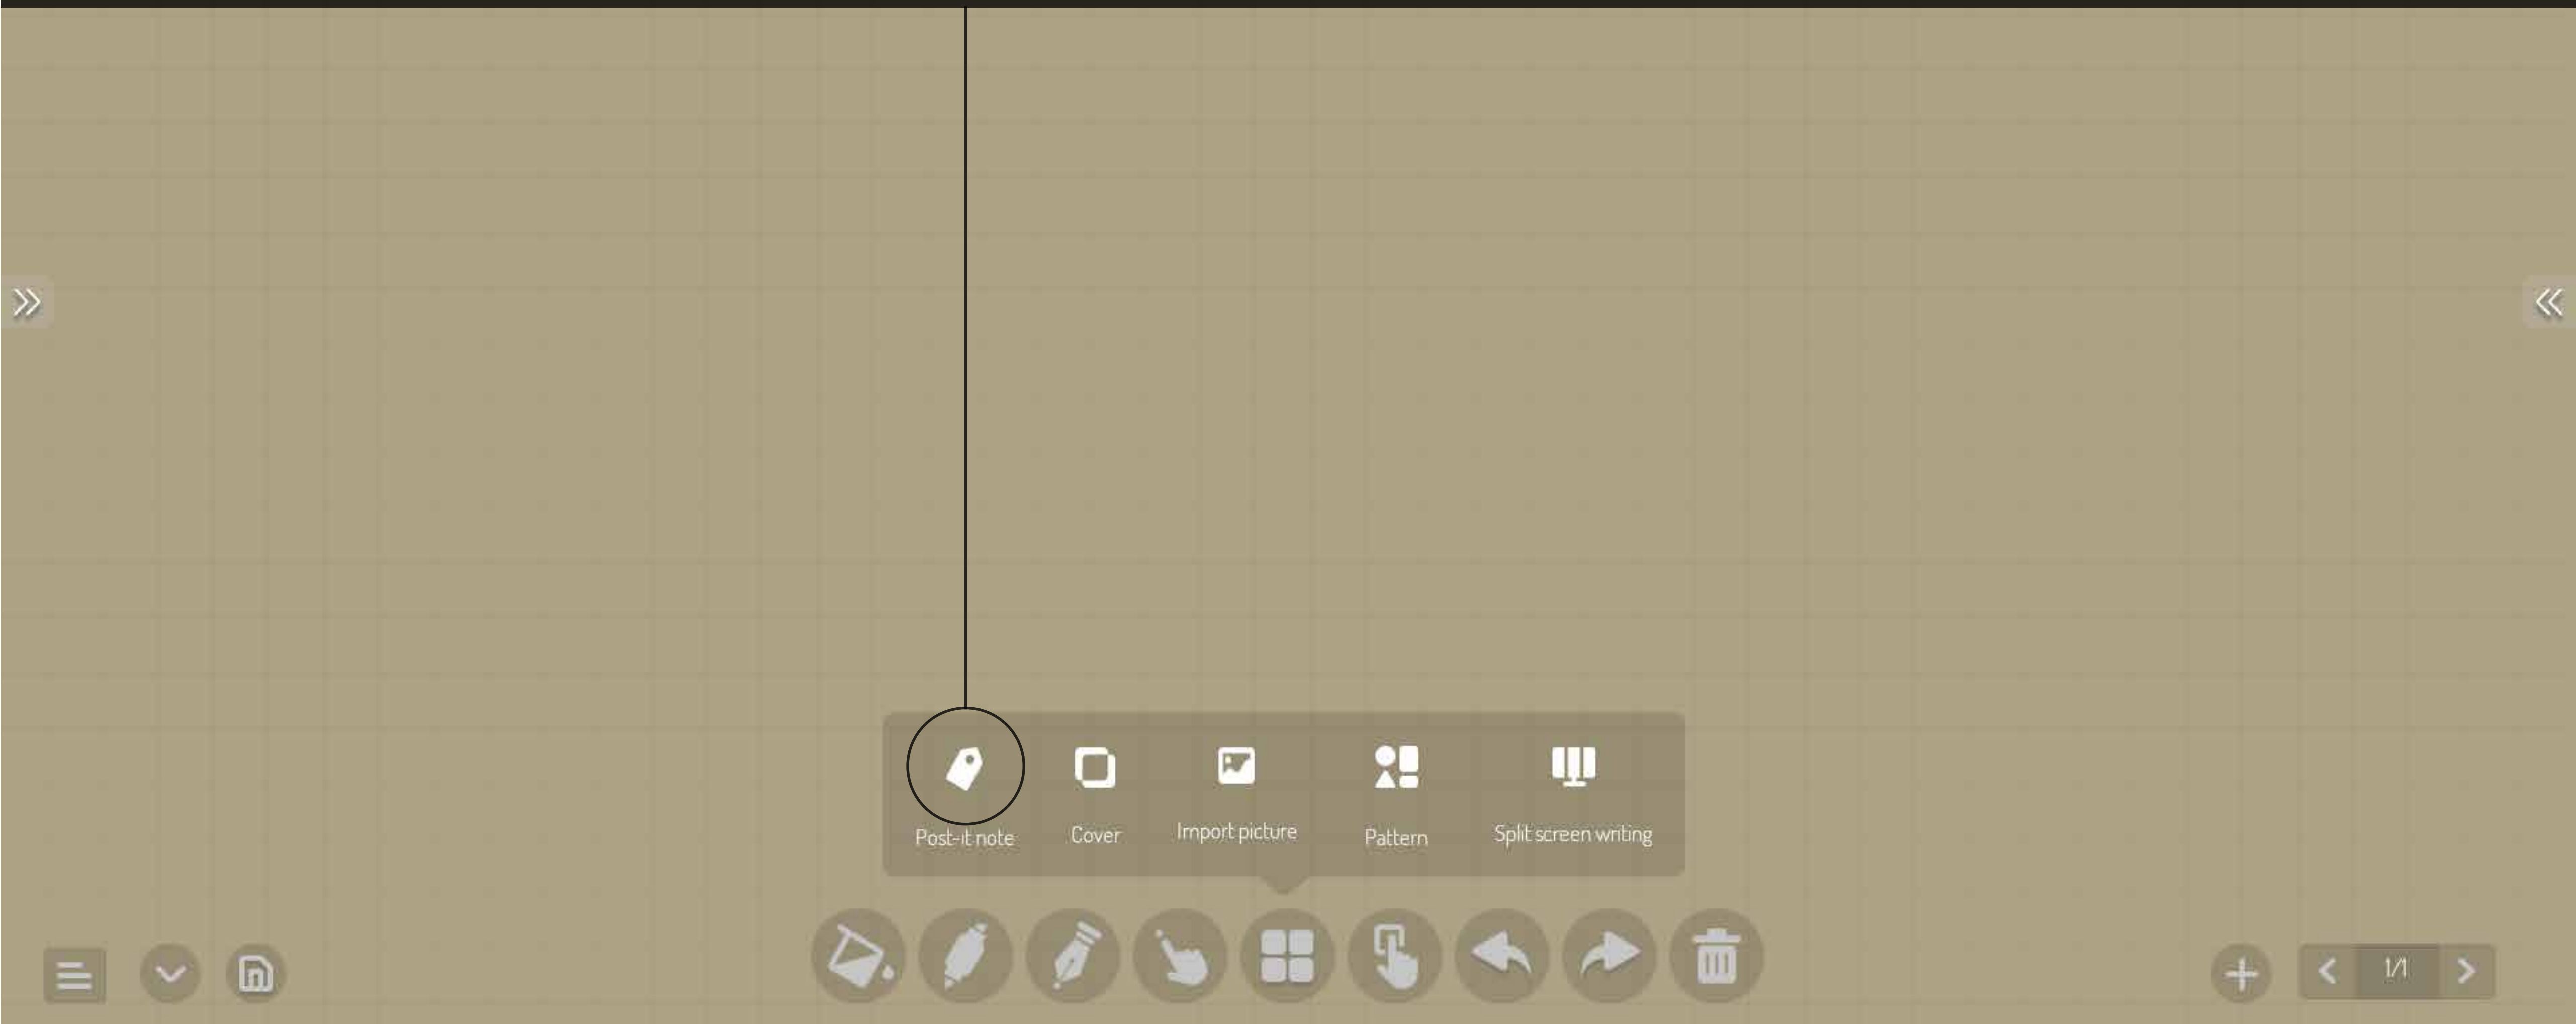 Post-it note
Cover
Import picture
Pattern
Split screen writing
1/1